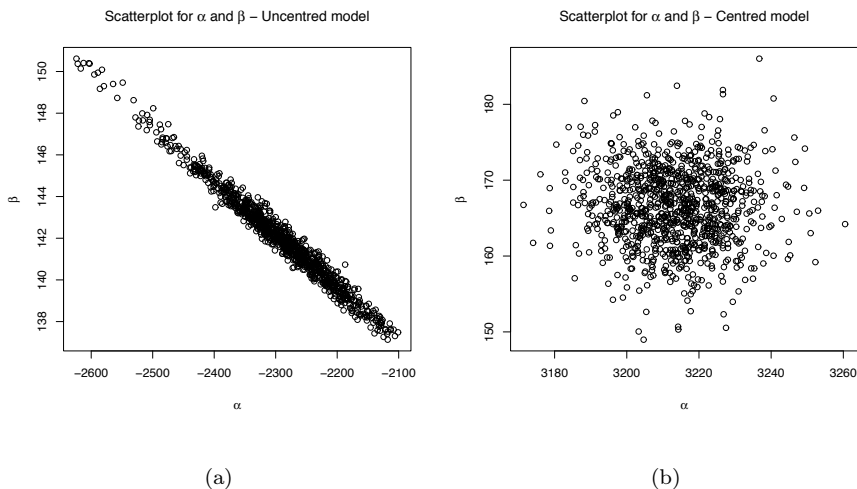 Scatterplot for α and β − Uncentred model
150
148
146
144
142
140
138
β
−2600 −2500 −2400 −2300 −2200 −2100
α
(a)
Scatterplot for α and β − Centred model
180
170
160
150
β
3180 3200 3220 3240 3260
α
(b)